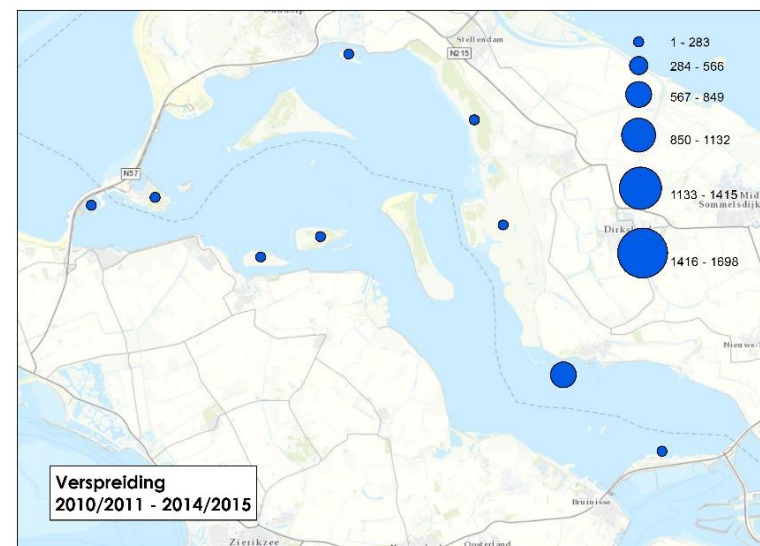 Stellendam
N215
1 - 283
284 - 566
567 - 849
850 - 1132
N57
1133 - 1415
Sommelsdijk
1416 - 1698
Verspreiding
2010/2011 - 2014/2015
Bruinisse
Zierikzee
Oosterland